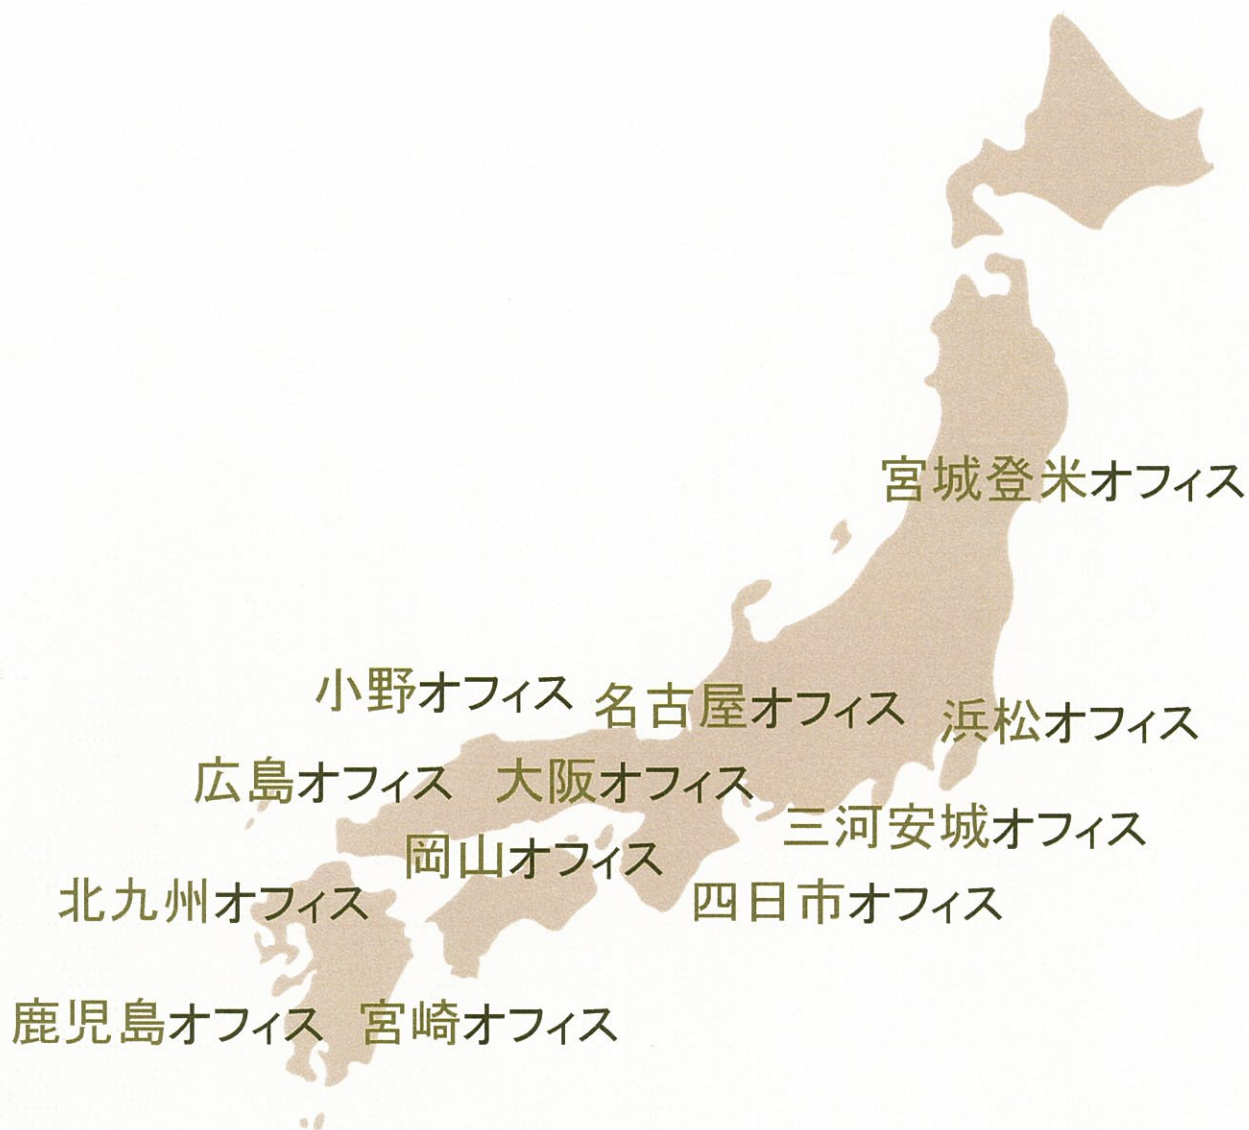 宮城登米オフィス
小野オフィス
名古屋オフィス
浜松オフィス
広島オフィス
大阪オフィス
三河安城オフィス
岡山オフィス
北九州オフィス
四日市オフィス
鹿児島オフィス
宮崎オフィス